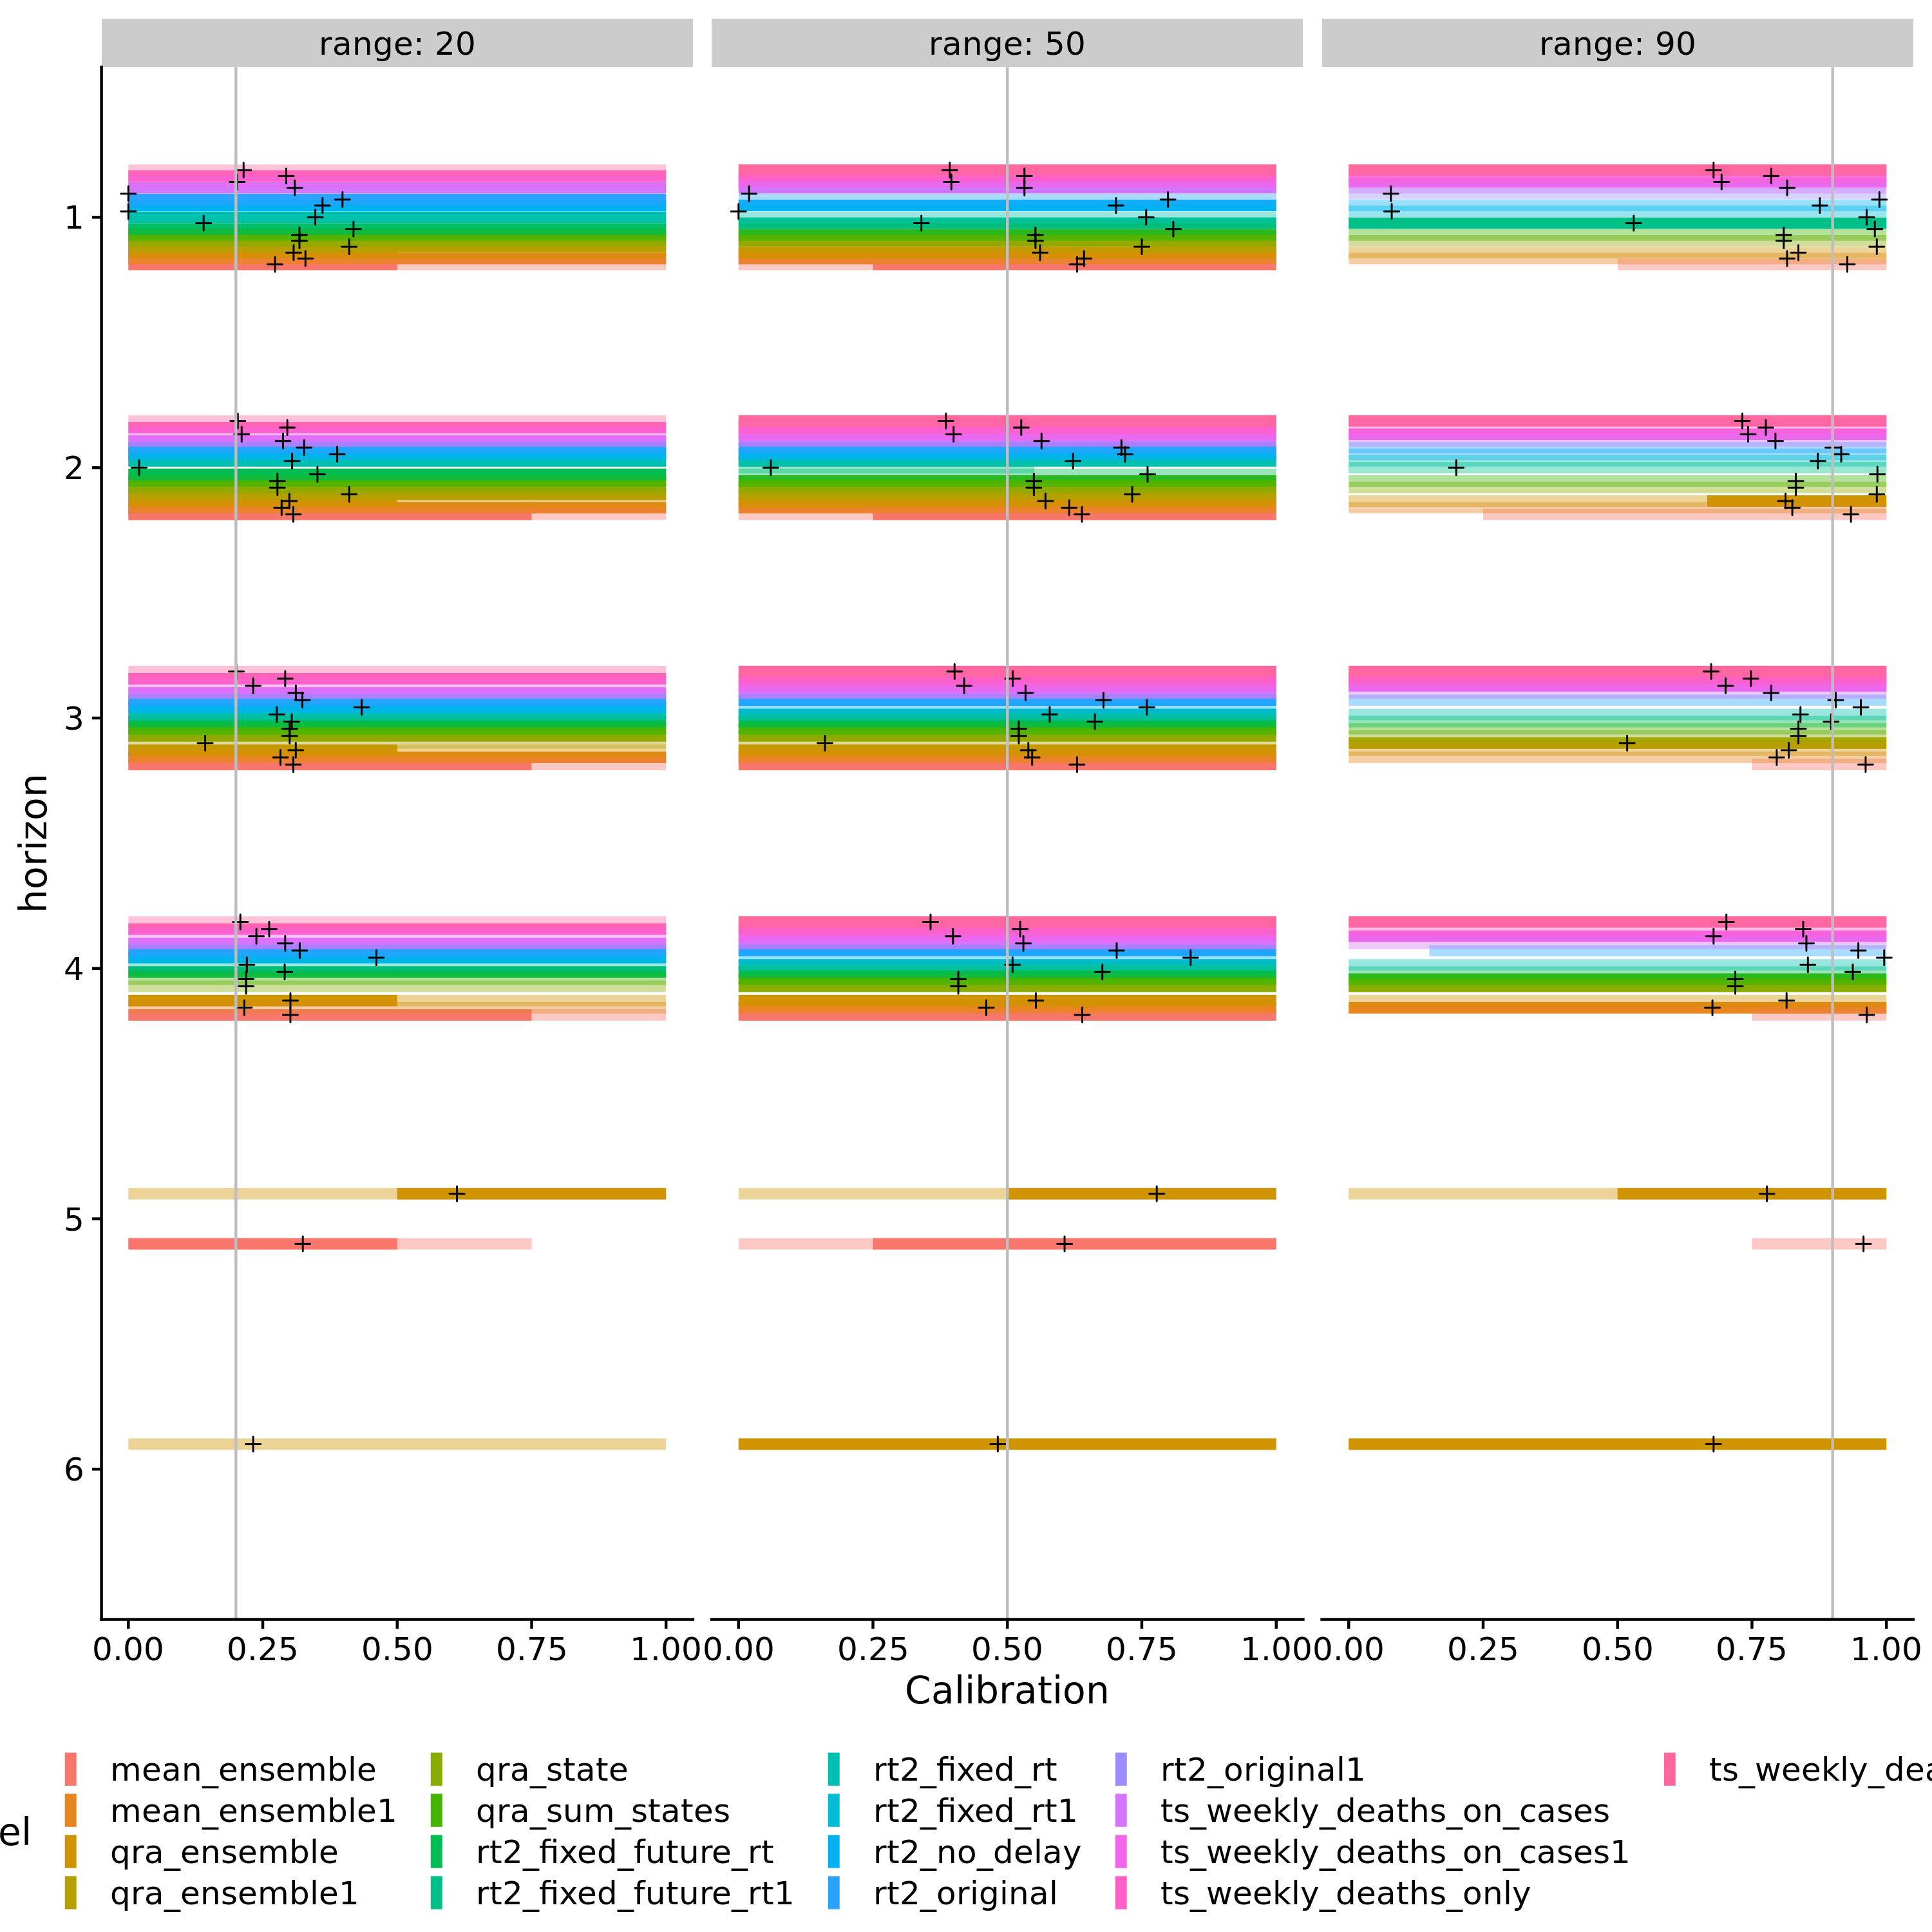 range: 20 range: 50 range: 90
1
2
3
4
5
6
horizon
0.00 0.25 0.50 0.75 1.00 0.00 0.25 0.50 0.75 1.00 0.00 0.25 0.50 0.75 1.00
Calibration
el
mean_ensemble qra_state rt2_fixed_rt rt2_original1 ts_weekly_dea
mean_ensemble1 qra_sum_states rt2_fixed_rt1 ts_weekly_deaths_on_cases
qra_ensemble rt2_fixed_future_rt rt2_no_delay ts_weekly_deaths_on_cases1
qra_ensemble1 rt2_fixed_future_rt1 rt2_original ts_weekly_deaths_only